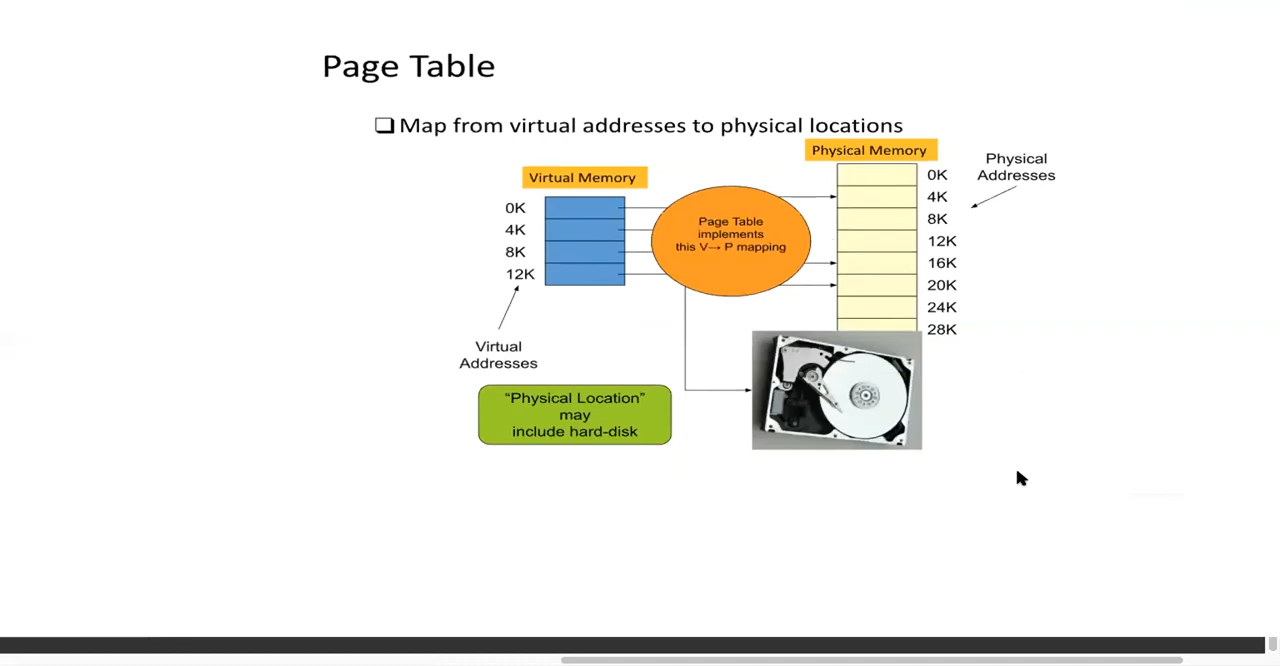 Page Table
❑ Map from virtual addresses to physical locations
Physical Memory
Virtual Memory
Physical
Addresses
0K
4K
8K
12K
Page Table
implements
this V→ P mapping
0K
4K
8K
12K
16K
20K
24K
28K
Virtual
Addresses
“Physical Location”
may
include hard-disk